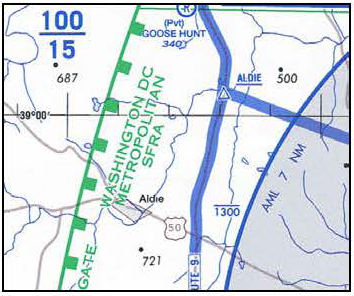 R
(Pvt)
GOOSE HUNT
340
100
15
687
ALDIE
500
39°00'
WASHINGTON DC
METROPOLITAN
SFRA
AML 7 NM
Aldie
50
1300
721
GATE
UTE-9